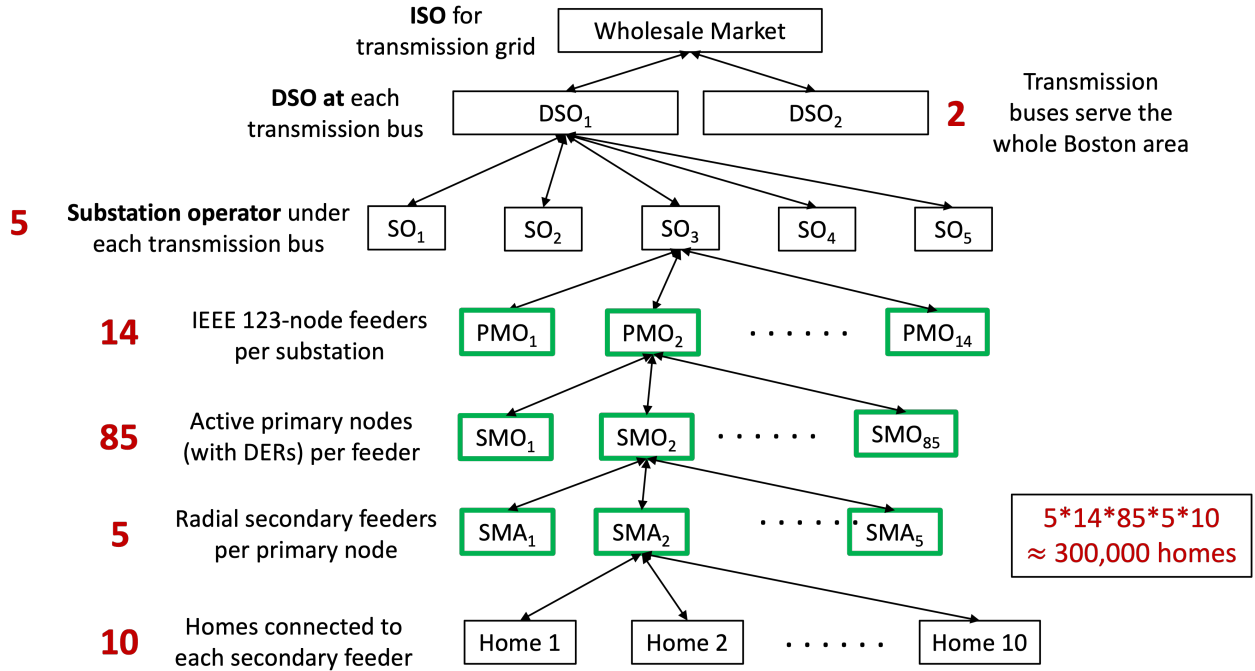 ISO for
transmission grid
Wholesale Market
DSO at each
transmission bus
DSO1
DSO2
2
Transmission
buses serve the
whole Boston area
5
Substation operator under
each transmission bus
SO1
SO2
SO3
SO4
SO5
14
IEEE 123-node feeders
per substation
PMO1
PMO2
. . . . . .
PMO14
85
Active primary nodes
(with DERs) per feeder
SMO1
SMO2
. . . . . .
SMO85
5
Radial secondary feeders
per primary node
SMA1
SMA2
. . . . . .
SMA5
5*14*85*5*10
≈ 300,000 homes
10
Homes connected to
each secondary feeder
Home 1
Home 2
. . . . . .
Home 10